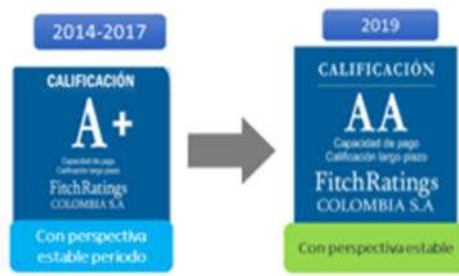 2014-2017
CALIFICACIÓN
A+
Capacidad de pago
Calificación largo plazo
FitchRatings
COLOMBIA S.A
Con perspectiva
estable periodo
2019
CALIFICACIÓN
AA
Capacidad de pago
Calificación largo plazo
FitchRatings
COLOMBIA S.A
Con perspectiva estable